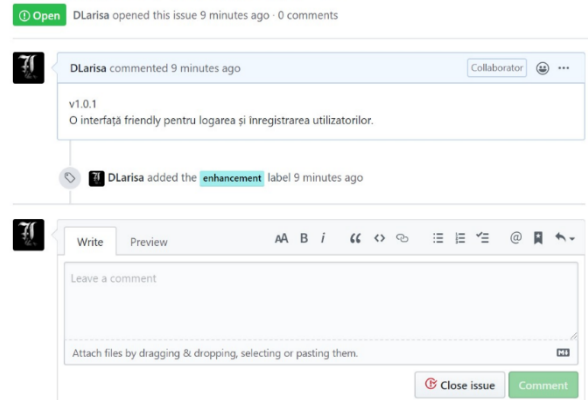 Open DLarisa opened this issue 9 minutes ago · 0 comments
DLarisa commented 9 minutes ago Collaborator ...
v1.0.1
O interfață friendly pentru logarea și înregistrarea utilizatorilor.
DLarisa added the enhancement label 9 minutes ago
Write Preview AA B i “ <> @
Leave a comment
Attach files by dragging & dropping, selecting or pasting them.
Close issue Comment